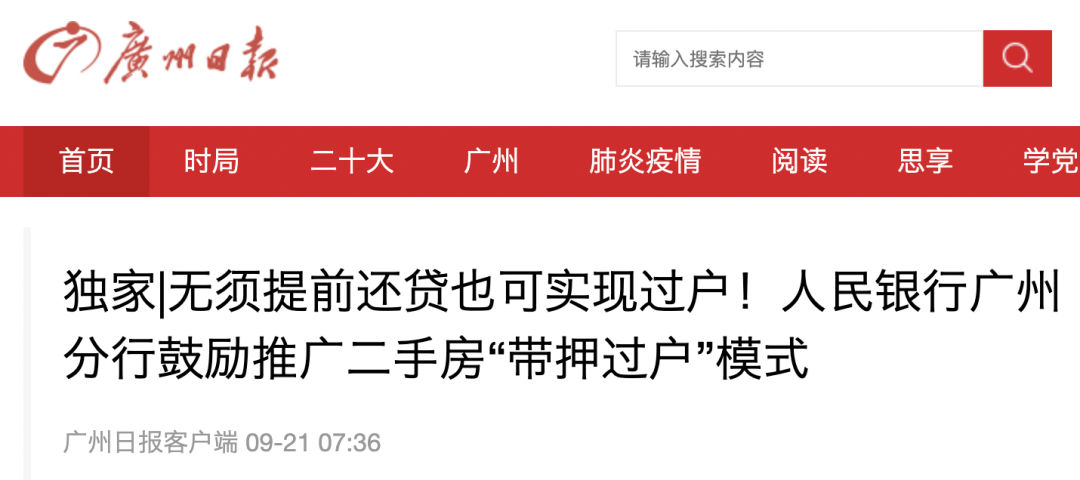 廣州日報
请输入搜索内容
首页 时局 二十大 广州 肺炎疫情 阅读 思享 学党
独家|无须提前还贷也可实现过户！人民银行广州
分行鼓励推广二手房“带押过户”模式
广州日报客户端 09-21 07:36